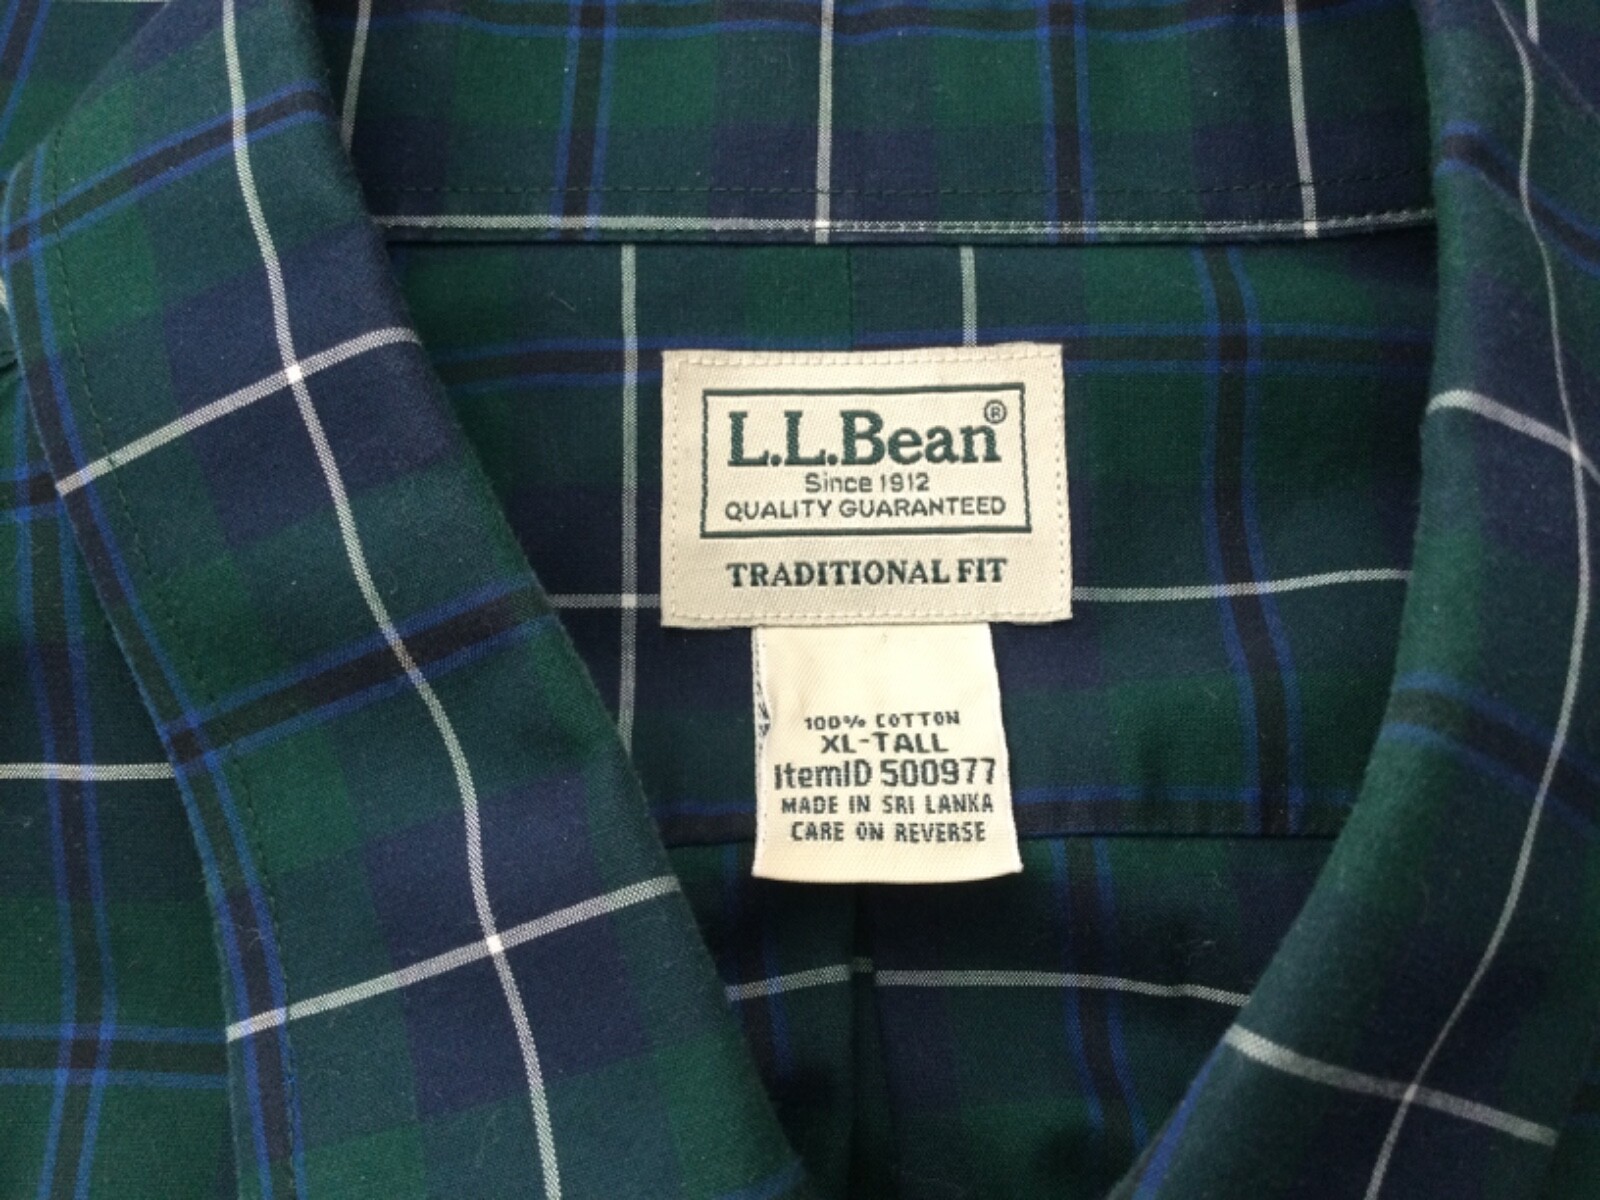 L.L.Bean®
Since 1912
QUALITY GUARANTEED
TRADITIONAL FIT
100% COTTON
XL-TALL
ItemID 500977
MADE IN SRI LANKA
CARE ON REVERSE